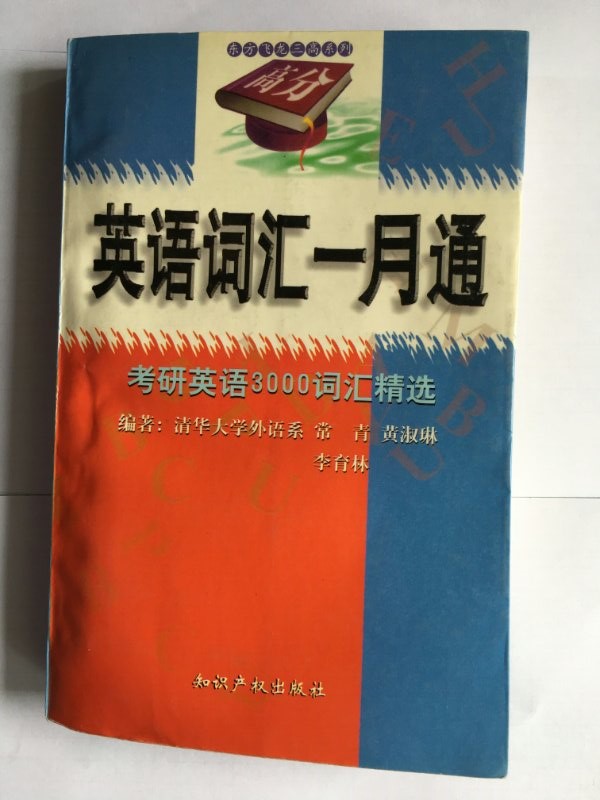 东方飞龙三高系列
高分
英语词汇一月通
考研英语3000词汇精选
编著：清华大学外语系 常 青 黄淑琳
李育林
知识产权出版社